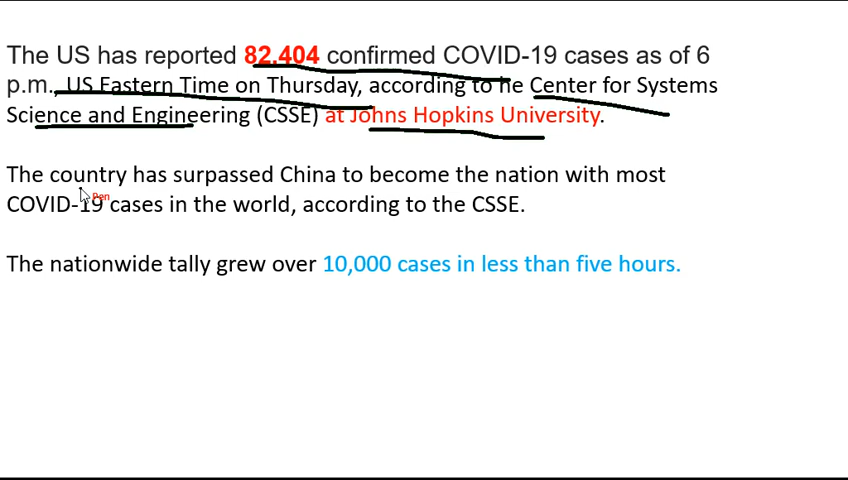 The US has reported 82,404 confirmed COVID-19 cases as of 6
p.m., US Eastern Time on Thursday, according to he Center for Systems
Science and Engineering (CSSE) at Johns Hopkins University.
The country has surpassed China to become the nation with most
Pen
COVID-19 cases in the world, according to the CSSE.
The nationwide tally grew over 10,000 cases in less than five hours.